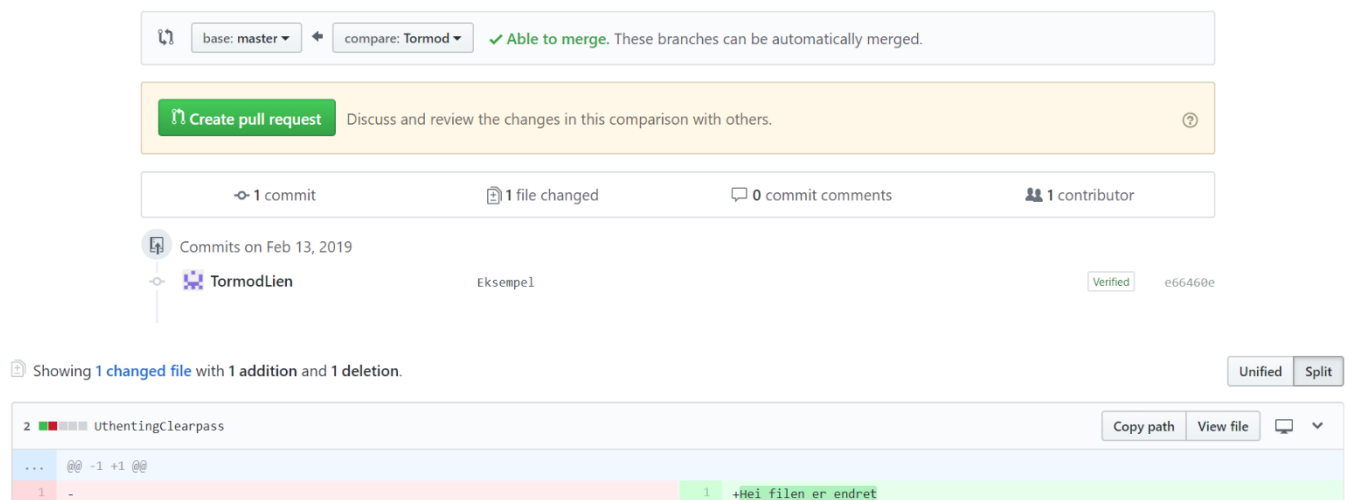 base: master compare: Tormod Able to merge. These branches can be automatically merged.
Create pull request Discuss and review the changes in this comparison with others.
1 commit 1 file changed 0 commit comments 1 contributor
Commits on Feb 13, 2019
TormodLien Eksempel Verified e66460e
Showing 1 changed file with 1 addition and 1 deletion. Unified Split
2 UthentingClearpass Copy path View file
... @@ -1 +1 @@
1 - 1 +Hei filen er endret